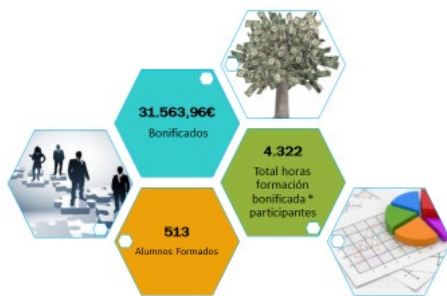 31.563,96€
Bonificados
4.322
Total horas
formación
bonificada *
participantes
513
Alumnos Formados